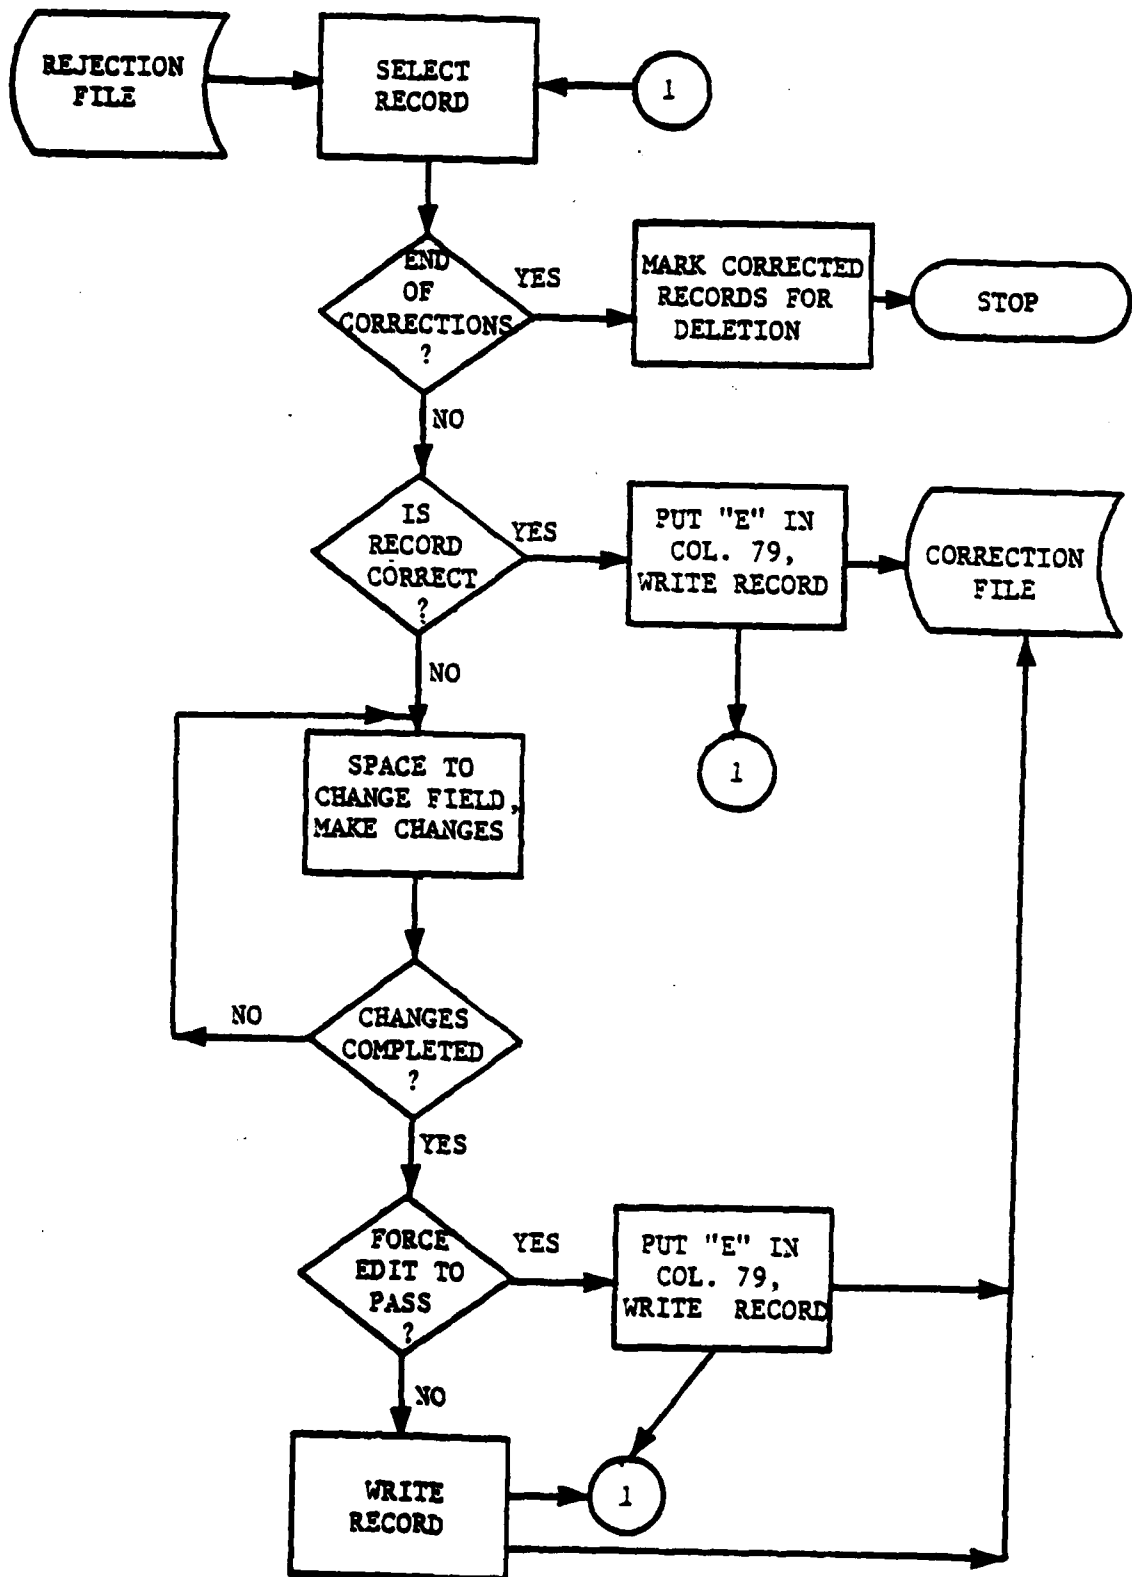 REJECTION
FILE
SELECT
RECORD
1
END
OF
CORRECTIONS
?
YES
MARK CORRECTED
RECORDS FOR
DELETION
STOP
NO
IS
RECORD
CORRECT
?
YES
PUT "E" IN
COL. 79,
WRITE RECORD
CORRECTION
FILE
NO
1
SPACE TO
CHANGE FIELD,
MAKE CHANGES
NO
CHANGES
COMPLETED
?
YES
FORCE
EDIT TO
PASS
?
YES
PUT "E" IN
COL. 79,
WRITE RECORD
NO
WRITE
RECORD
1